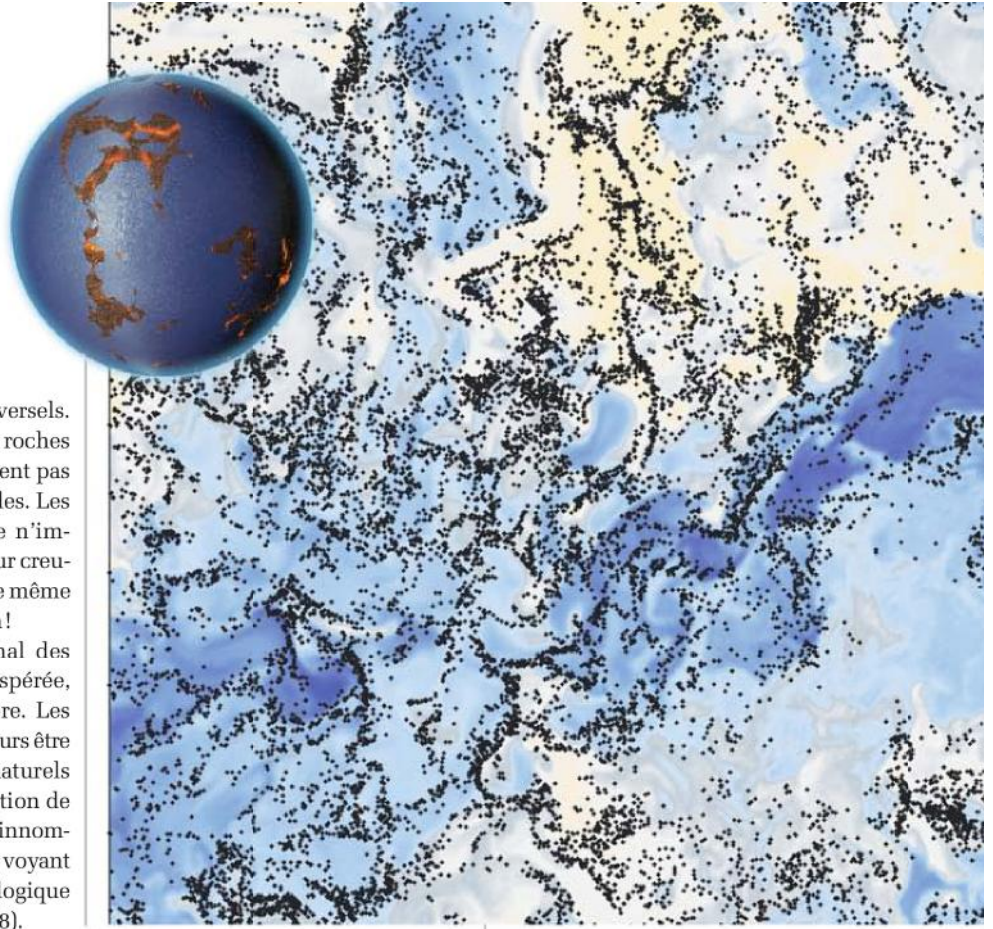 versels.
roches
ent pas
les. Les
e n’im-
ur creu-
e même
n!
nal des
spérée,
re. Les
urs être
naturels
tion de
innom-
voyant
logique
8).